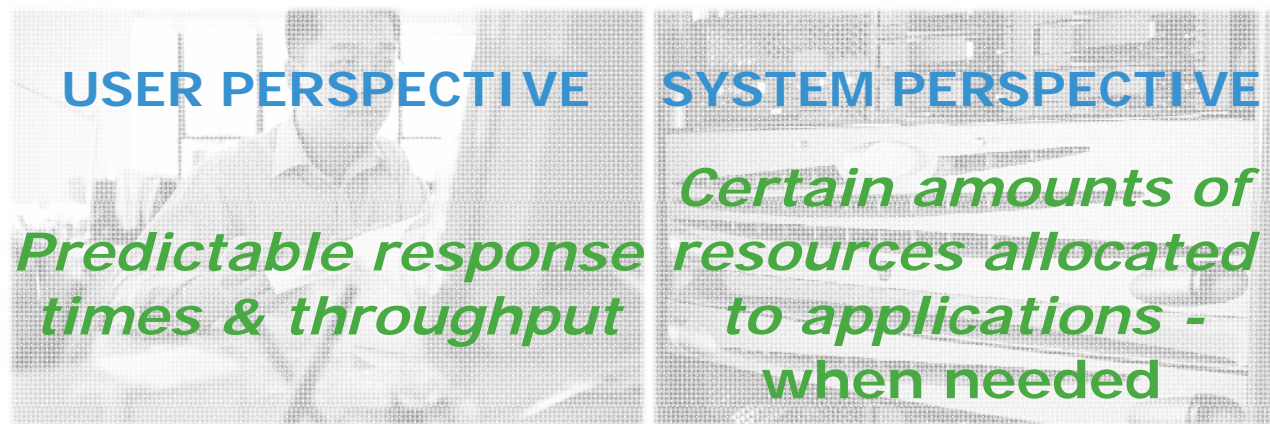 USER PERSPECTIVE
Predictable response
times & throughput
SYSTEM PERSPECTIVE
Certain amounts of
resources allocated
to applications -
when needed